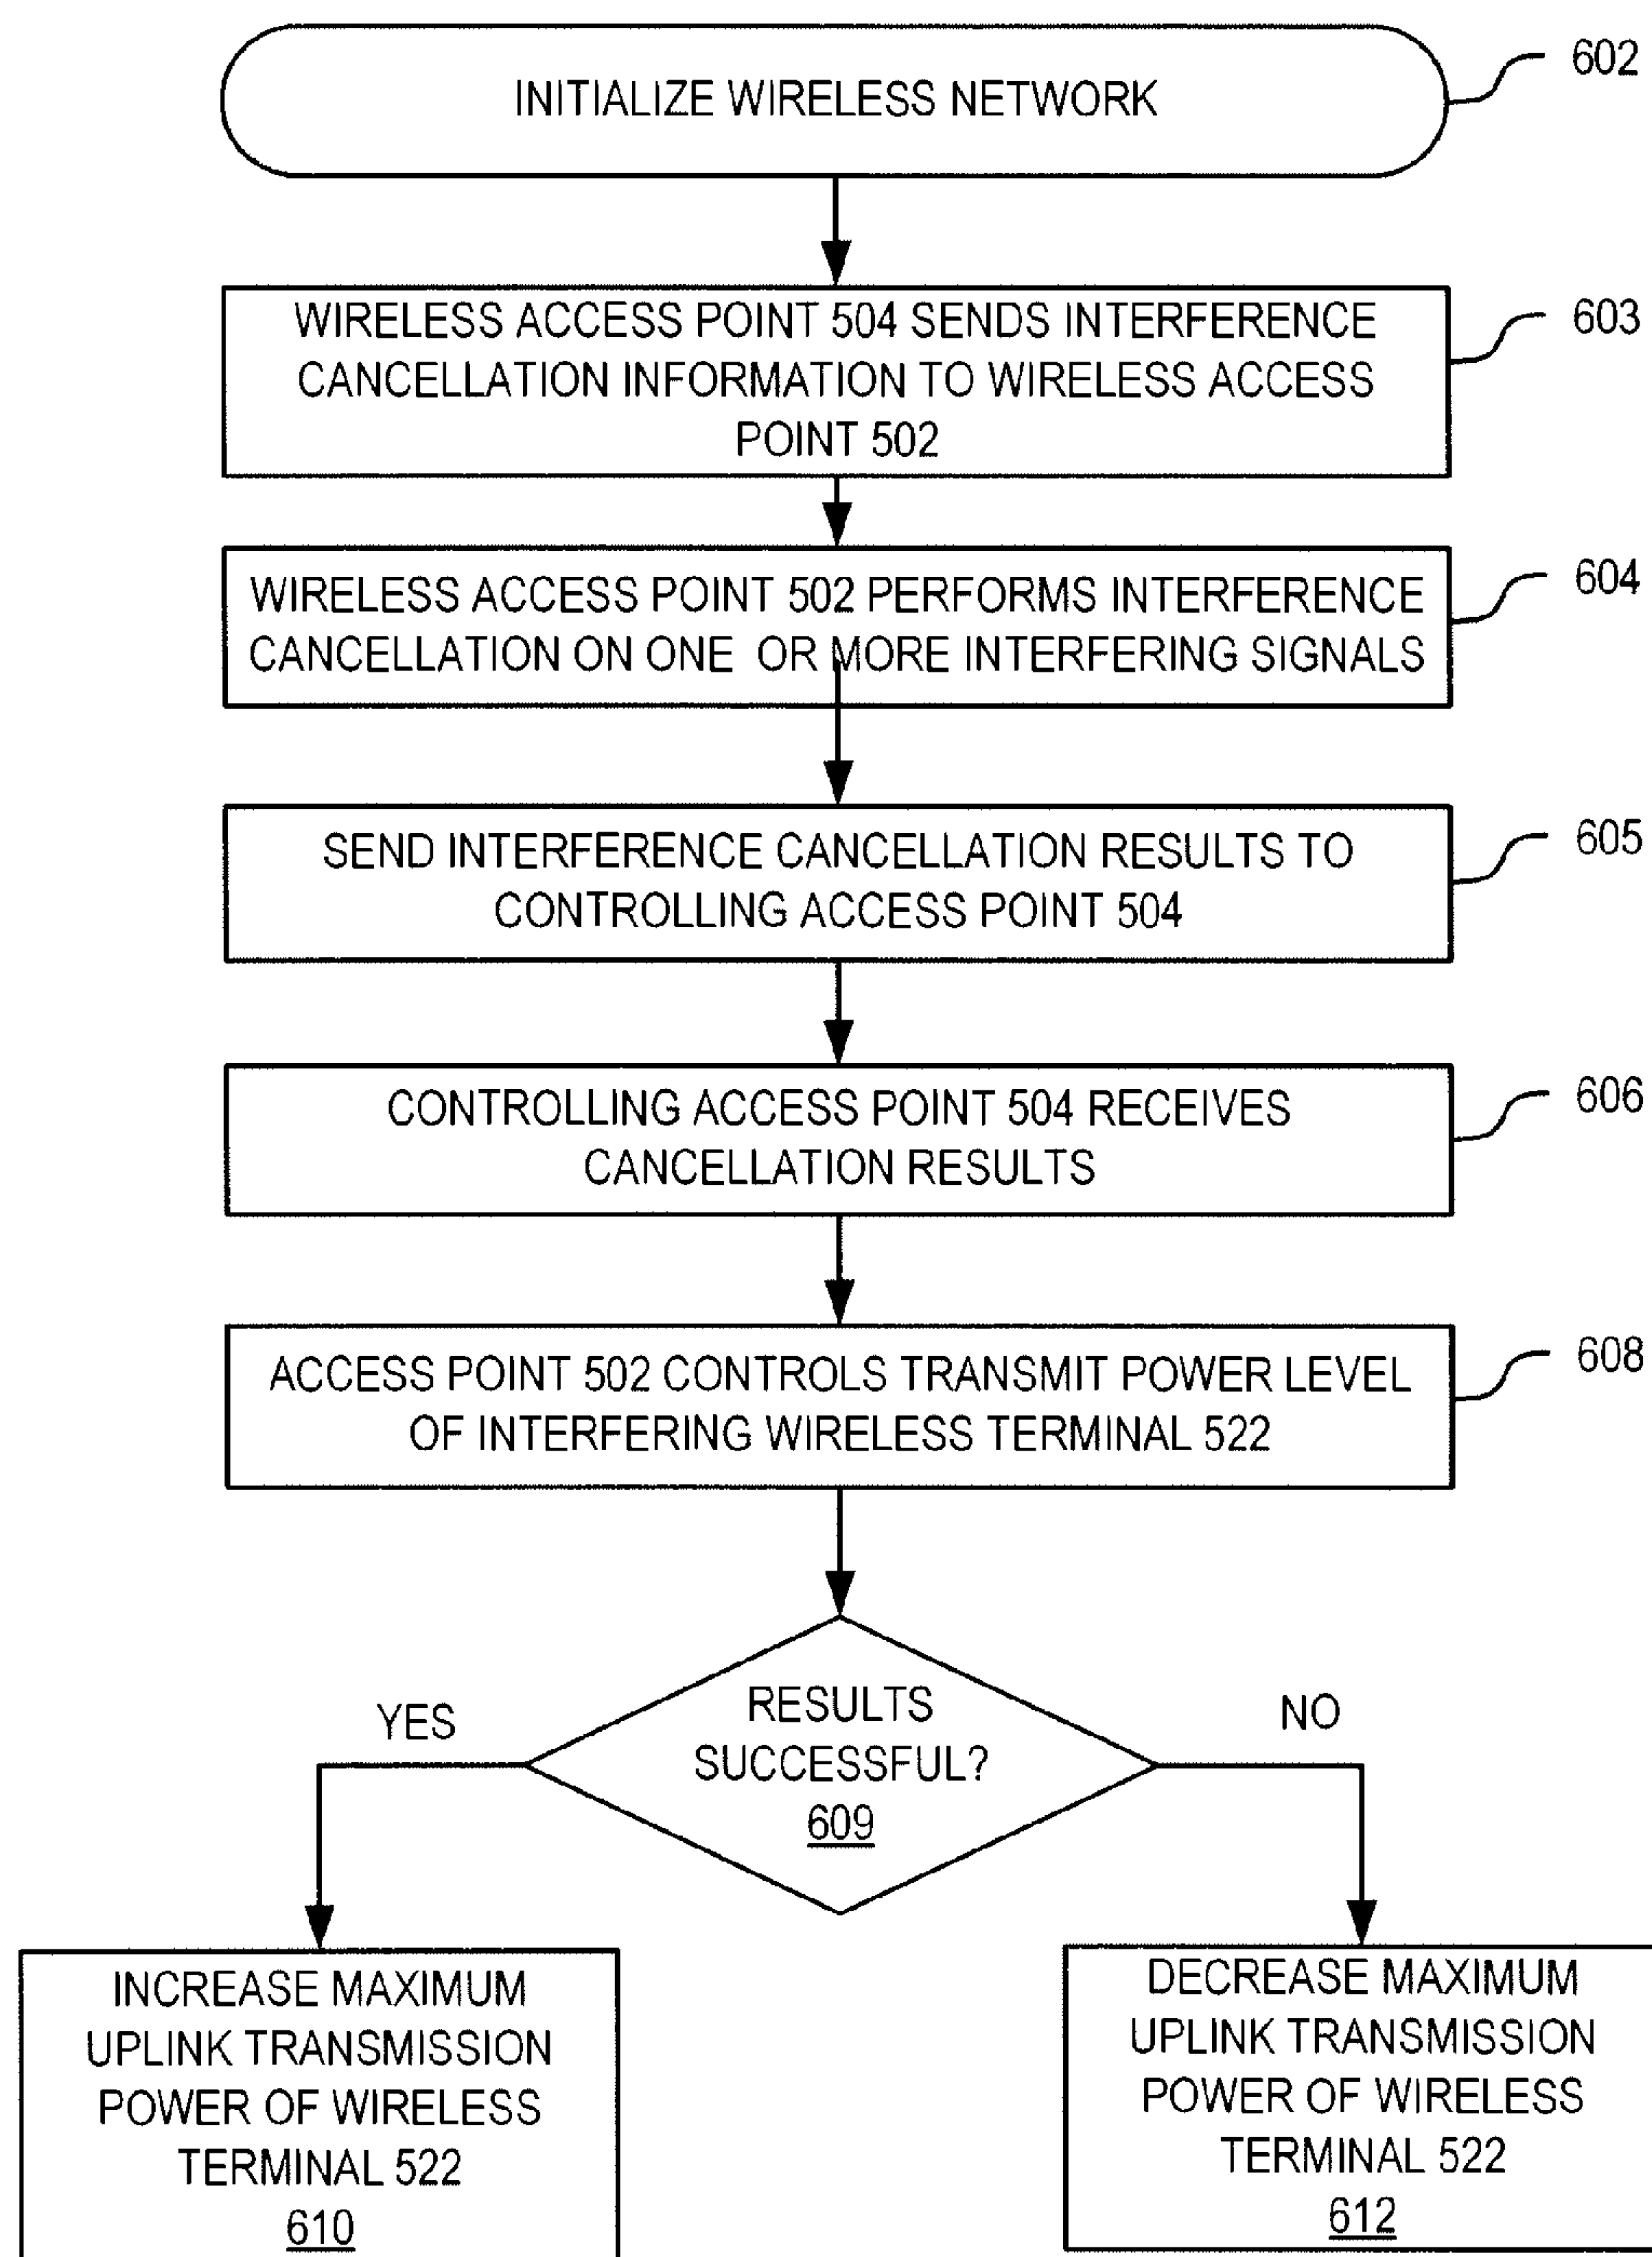 INITIALIZE WIRELESS NETWORK
602
WIRELESS ACCESS POINT 504 SENDS INTERFERENCE
CANCELLATION INFORMATION TO WIRELESS ACCESS
POINT 502
603
WIRELESS ACCESS POINT 502 PERFORMS INTERFERENCE
CANCELLATION ON ONE OR MORE INTERFERING SIGNALS
604
SEND INTERFERENCE CANCELLATION RESULTS TO
CONTROLLING ACCESS POINT 504
605
CONTROLLING ACCESS POINT 504 RECEIVES
CANCELLATION RESULTS
606
ACCESS POINT 502 CONTROLS TRANSMIT POWER LEVEL
OF INTERFERING WIRELESS TERMINAL 522
608
YES
RESULTS
SUCCESSFUL?
609
NO
INCREASE MAXIMUM
UPLINK TRANSMISSION
POWER OF WIRELESS
TERMINAL 522
610
DECREASE MAXIMUM
UPLINK TRANSMISSION
POWER OF WIRELESS
TERMINAL 522
612